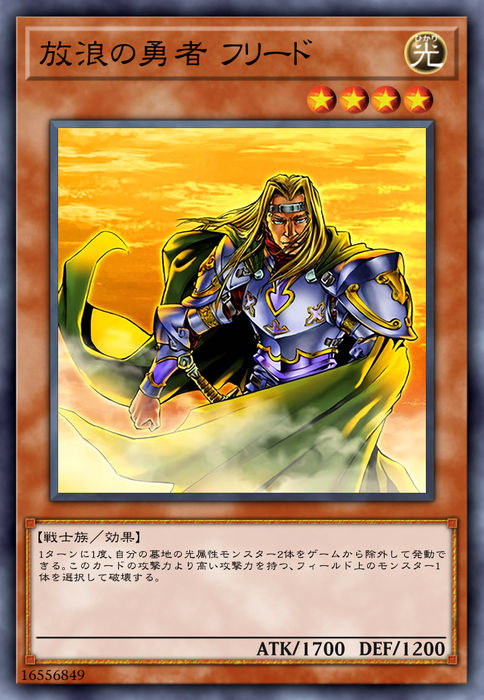 放浪の勇者 フリード
ひかり
光
【戦士族／効果】
1ターンに1度、自分の墓地の光属性モンスター2体をゲームから除外して発動で
きる。このカードの攻撃力より高い攻撃力を持つ、フィールド上のモンスター1
体を選択して破壊する。
ATK/1700 DEF/1200
16556849